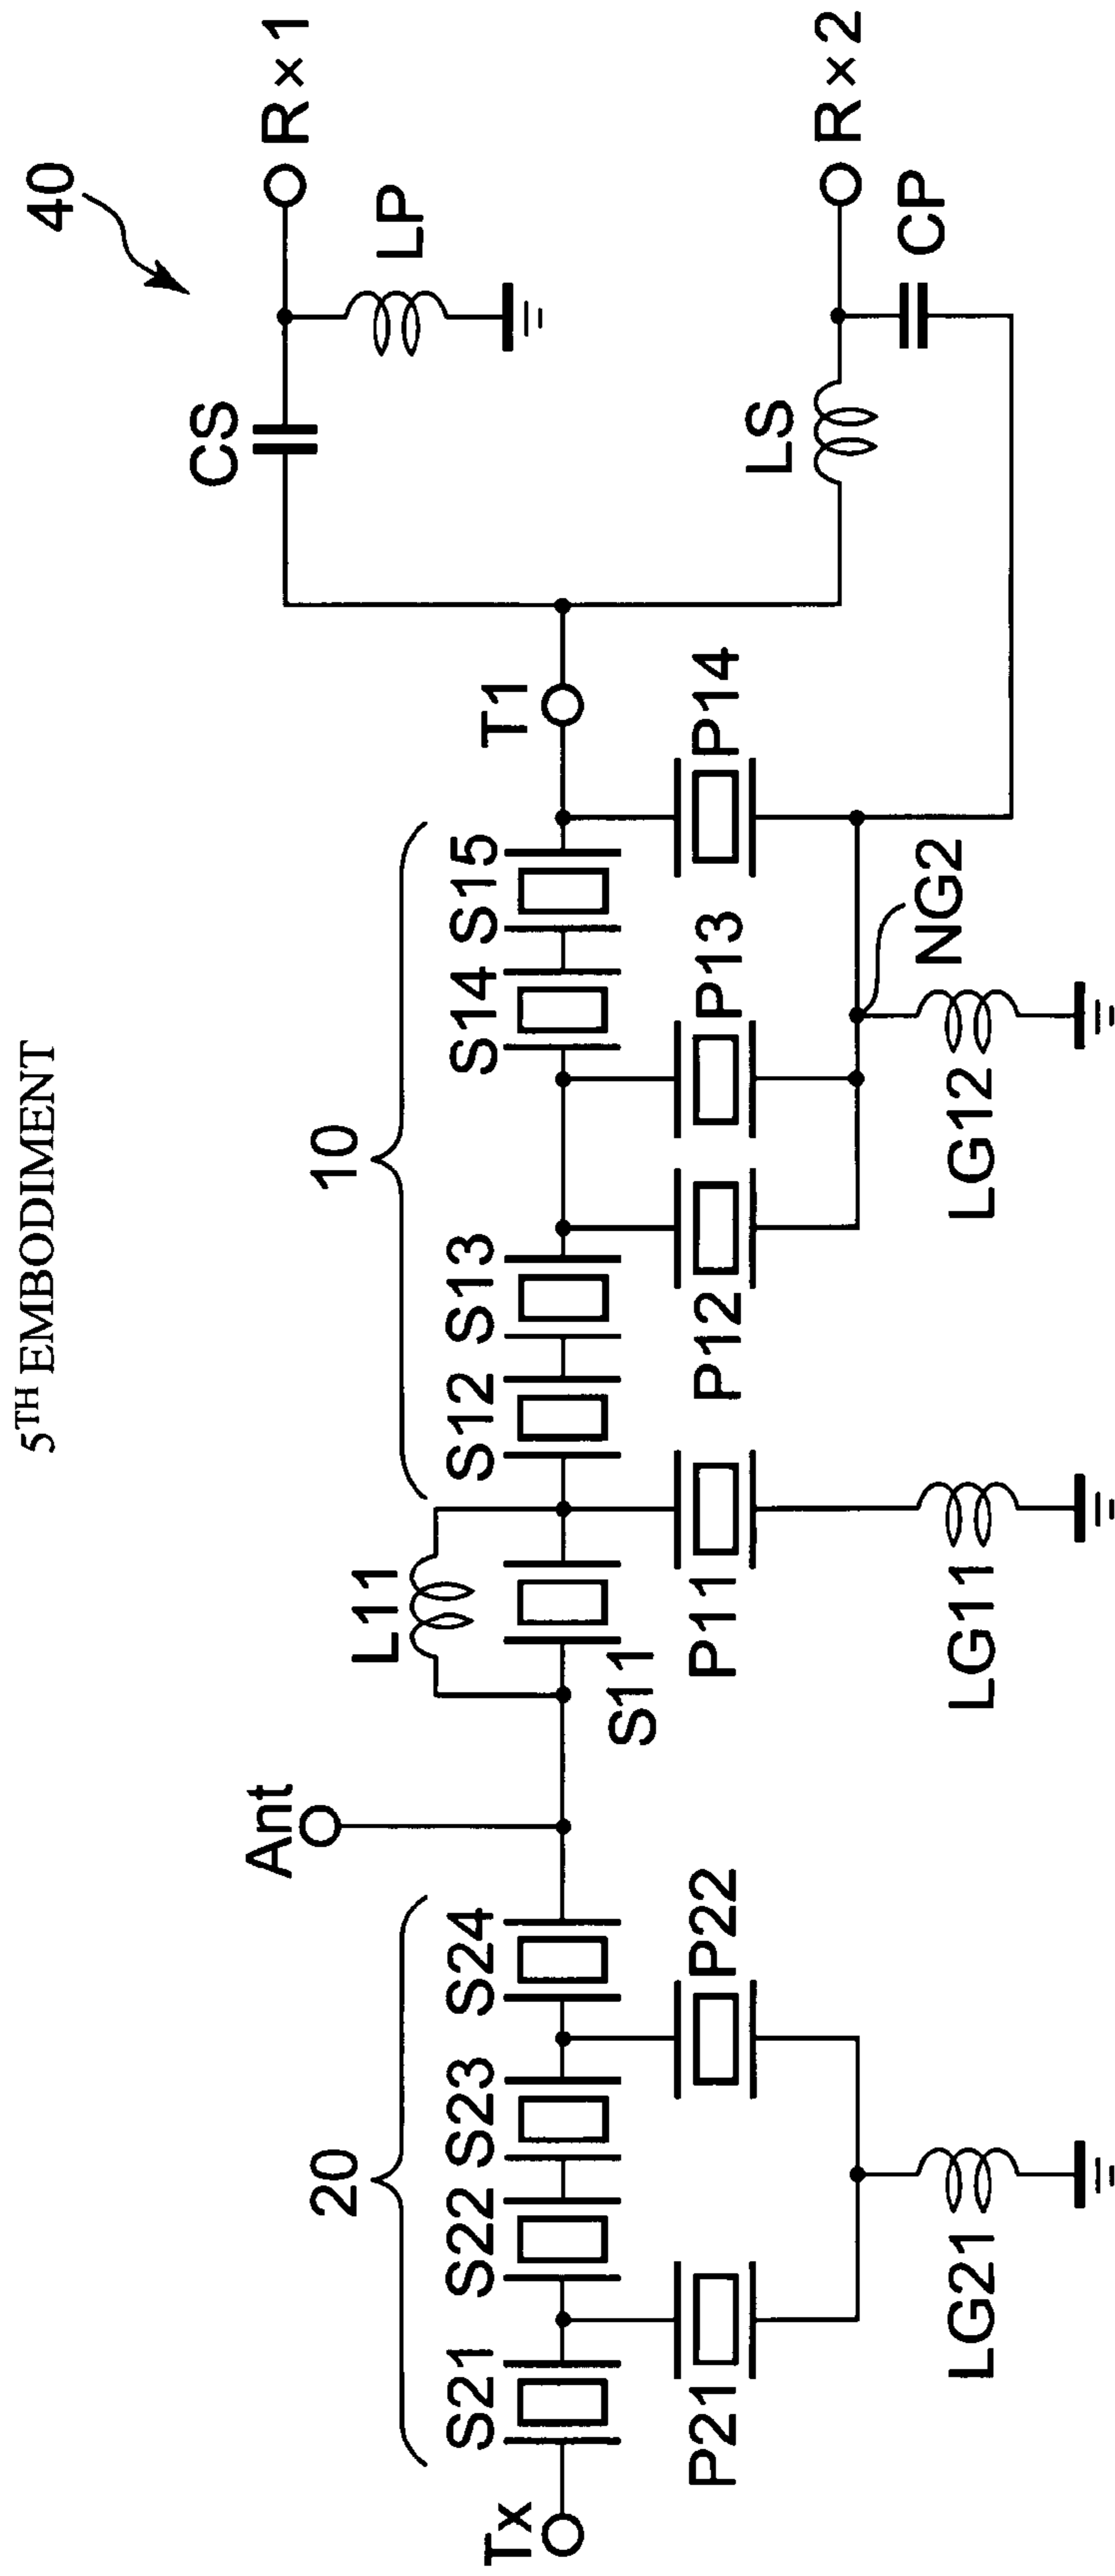 5TH EMBODIMENT
40
R×1
CS
LP
R×2
LS
CP
T1
10
20
Ant
L11
Tx
S21
S22
S23
S24
S11
S12
S13
S14
S15
P21
P22
P11
P12
P13
P14
NG2
LG21
LG11
LG12